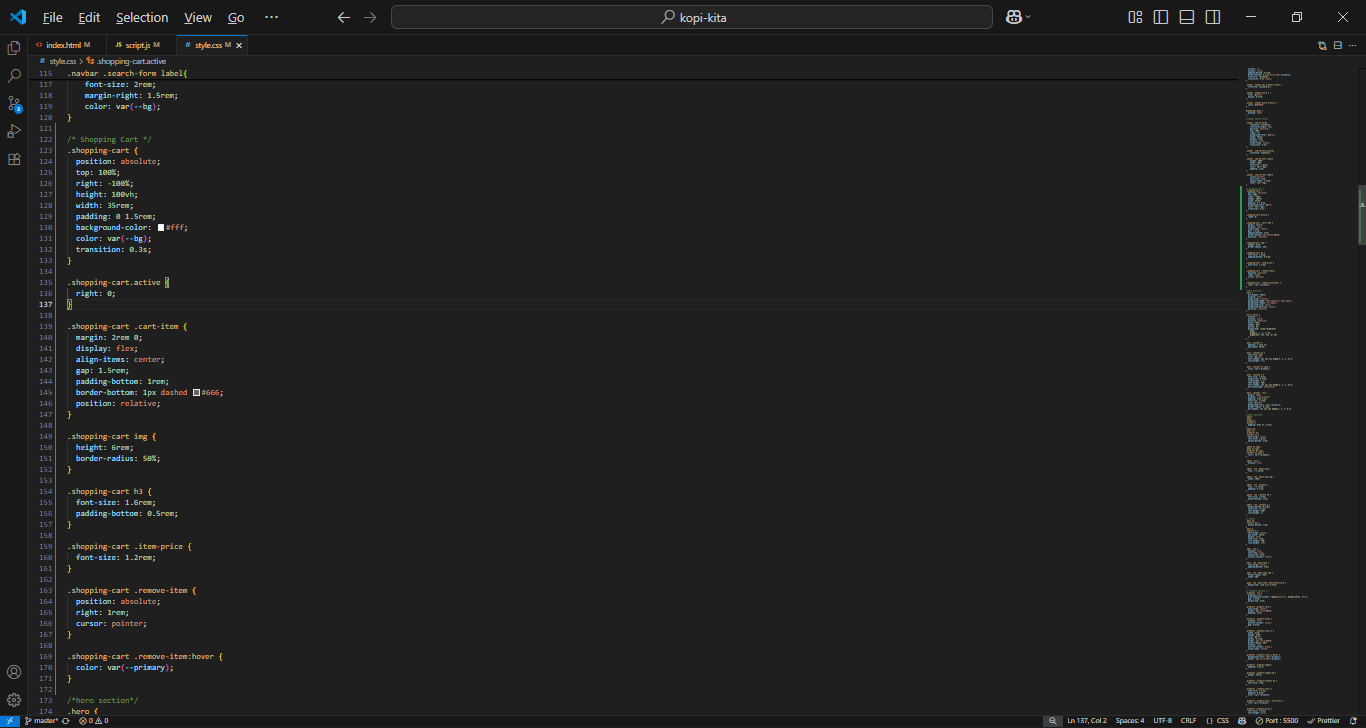 File Edit Selection View Go ··· kopi-kita
index.html M script.js M # style.css M
# style.css > .shopping-cart.active
115 .navbar .search-form label{
117 font-size: 2rem;
118 margin-right: 1.5rem;
119 color: var(--bg);
120 }
121
122 /* Shopping Cart */
123 .shopping-cart {
124 position: absolute;
125 top: 100%;
126 right: -100%;
127 height: 100vh;
128 width: 35rem;
129 padding: 0 1.5rem;
130 background-color: #fff;
131 color: var(--bg);
132 transition: 0.3s;
133 }
134
135 .shopping-cart.active {
136 right: 0;
137 }
138
139 .shopping-cart .cart-item {
140 margin: 2rem 0;
141 display: flex;
142 align-items: center;
143 gap: 1.5rem;
144 padding-bottom: 1rem;
145 border-bottom: 1px dashed #666;
146 position: relative;
147 }
148
149 .shopping-cart img {
150 height: 6rem;
151 border-radius: 50%;
152 }
153
154 .shopping-cart h3 {
155 font-size: 1.6rem;
156 padding-bottom: 0.5rem;
157 }
158
159 .shopping-cart .item-price {
160 font-size: 1.2rem;
161 }
162
163 .shopping-cart .remove-item {
164 position: absolute;
165 right: 1rem;
166 cursor: pointer;
167 }
168
169 .shopping-cart .remove-item:hover {
170 color: var(--primary);
171 }
172
173 /*hero section*/
174 .hero {
master* 0 0 Ln 137, Col 2 Spaces: 4 UTF-8 CRLF {} CSS Port : 5500 Prettier